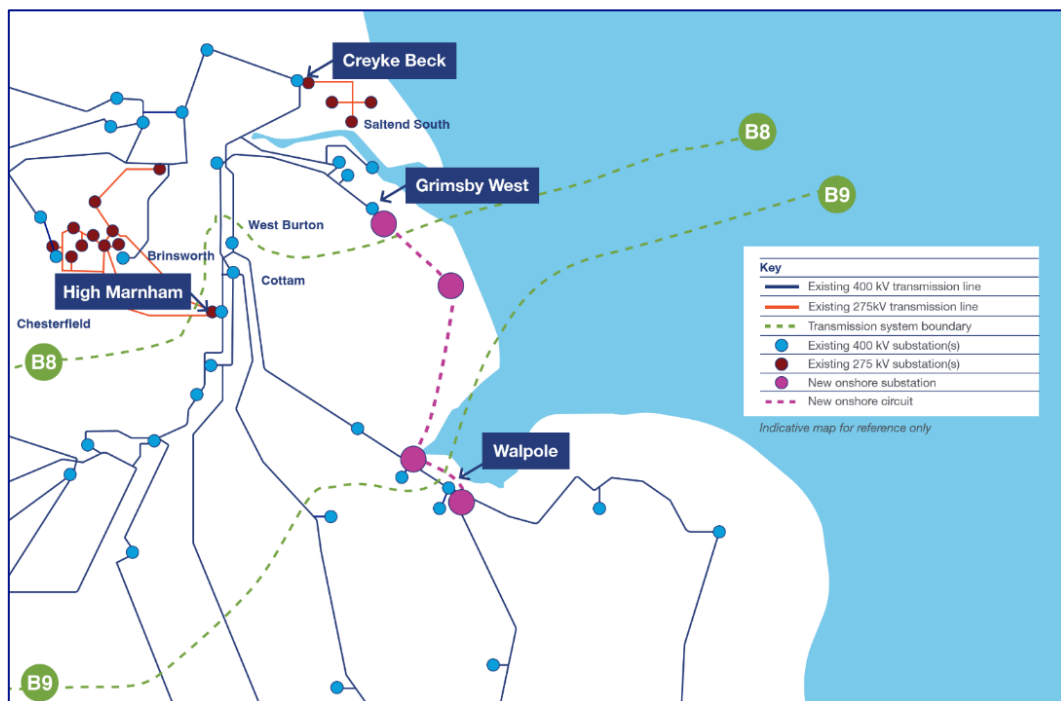 Creyke Beck
Saltend South
B8
Grimsby West
B9
West Burton
Brinsworth
Cottam
High Marnham
Chesterfield
B8
Key
Existing 400 kV transmission line
Existing 275kV transmission line
Transmission system boundary
Existing 400 kV substation(s)
Existing 275 kV substation(s)
New onshore substation
New onshore circuit
Indicative map for reference only
Walpole
B9